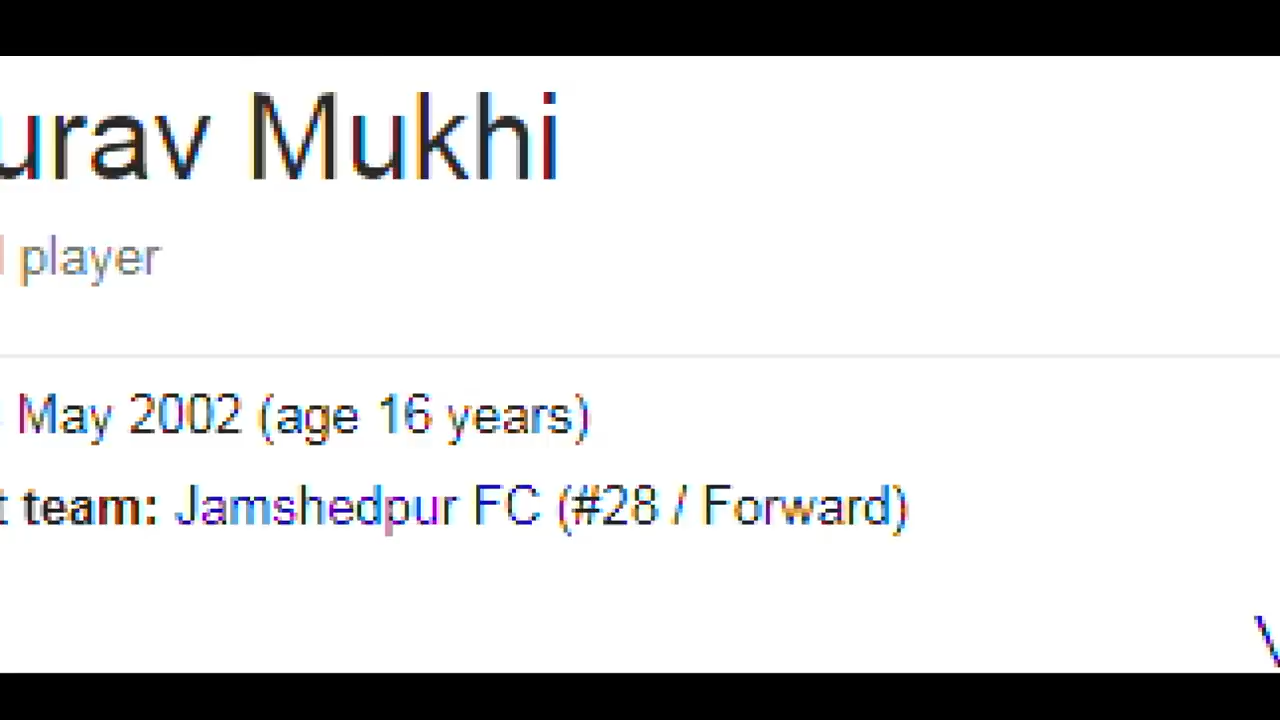 urav Mukhi
player
May 2002 (age 16 years)
t team: Jamshedpur FC (#28 / Forward)